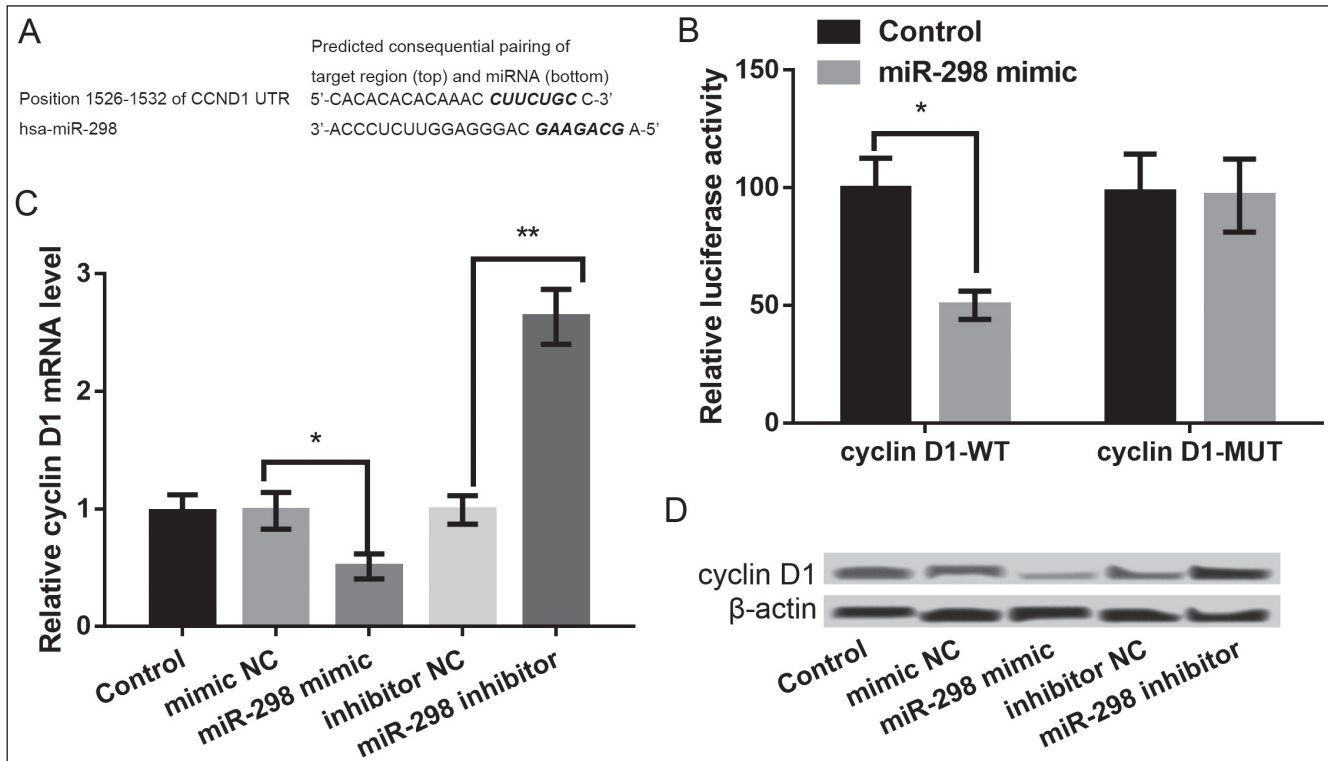 A
Predicted consequential pairing of
target region (top) and miRNA (bottom)
Position 1526-1532 of CCND1 UTR 5'-CACACACACAAAC CUUCUGC C-3'
hsa-miR-298 3'-ACCCUCUUGGAGGGAC GAAGACG A-5'
B
Control
miR-298 mimic
Relative luciferase activity
150
100
50
0
*
cyclin D1-WT
cyclin D1-MUT
C
Relative cyclin D1 mRNA level
3
2
1
0
*
**
Control
mimic NC
miR-298 mimic
inhibitor NC
miR-298 inhibitor
D
cyclin D1
β-actin
Control
mimic NC
miR-298 mimic
inhibitor NC
miR-298 inhibitor